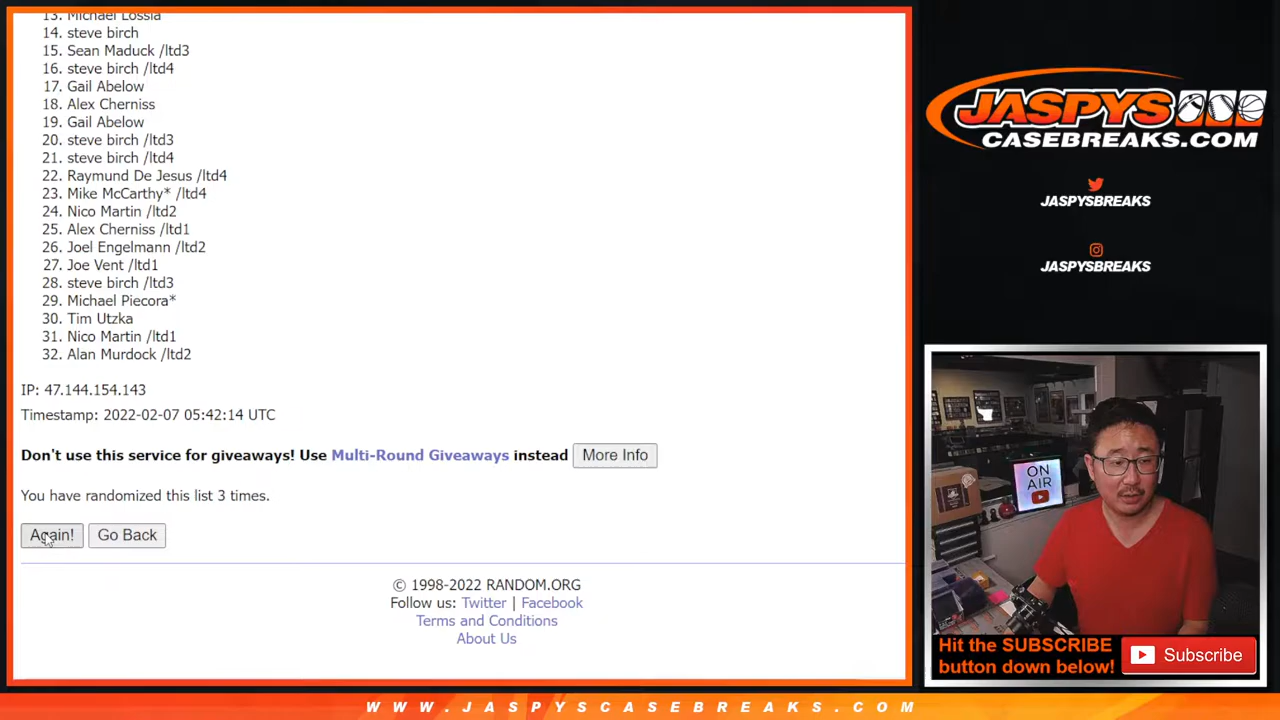 13. Michael Lossia
14. steve birch
15. Sean Maduck /ltd3
16. steve birch /ltd4
17. Gail Abelow
18. Alex Cherniss
19. Gail Abelow
20. steve birch /ltd3
21. steve birch /ltd4
22. Raymund De Jesus /ltd4
23. Mike McCarthy* /ltd4
24. Nico Martin /ltd2
25. Alex Cherniss /ltd1
26. Joel Engelmann /ltd2
27. Joe Vent /ltd1
28. steve birch /ltd3
29. Michael Piecora*
30. Tim Utzka
31. Nico Martin /ltd1
32. Alan Murdock /ltd2
IP: 47.144.154.143
Timestamp: 2022-02-07 05:42:14 UTC
Don't use this service for giveaways! Use Multi-Round Giveaways instead More Info
You have randomized this list 3 times.
Again! Go Back
© 1998-2022 RANDOM.ORG
Follow us: Twitter | Facebook
Terms and Conditions
About Us
JASPYS
CASEBREAKS.COM
JASPYSBREAKS
JASPYSBREAKS
ON
AIR
Hit the SUBSCRIBE
button down below!
Subscribe
WWW.JASPYSCASEBREAKS.COM